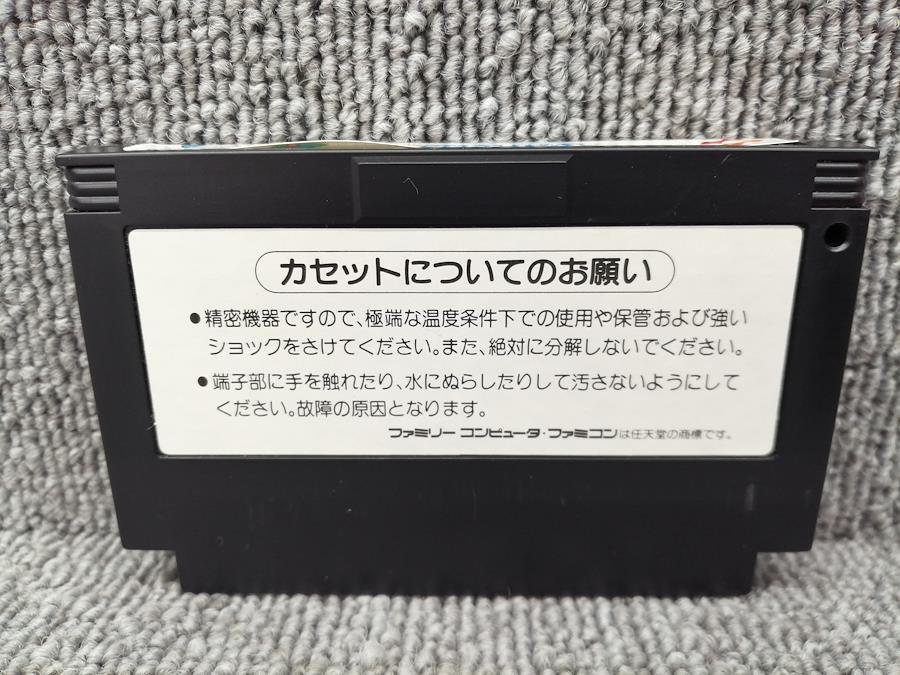 カセットについてのお願い
●精密機器ですので、極端な温度条件下での使用や保管および強い
ショックをさけてください。また、絶対に分解しないでください。
●端子部に手を触れたり、水にぬらしたりして汚さないようにして
ください。故障の原因となります。
ファミリー コンピュータ・ファミコンは任天堂の商標です。